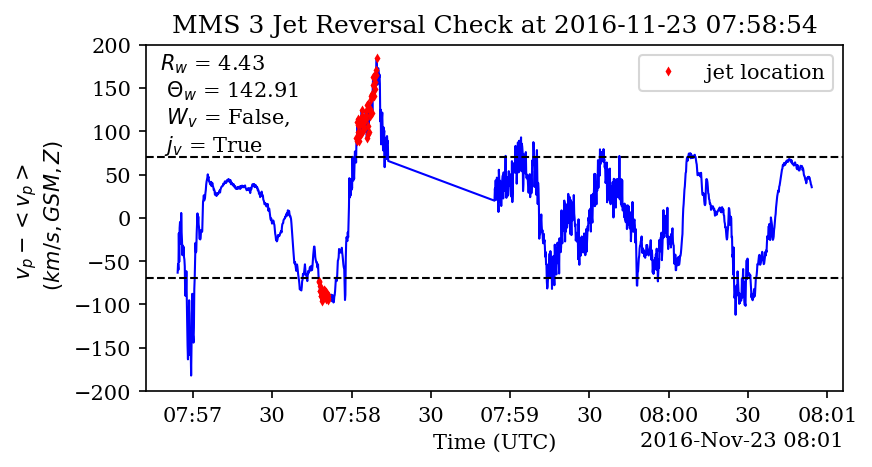 MMS 3 Jet Reversal Check at 2016-11-23 07:58:54
R_w = 4.43
Θ_w = 142.91
W_v = False,
j_v = True
jet location
v_p − <v_p>
(km/s, GSM, Z)
200
150
100
50
0
−50
−100
−150
−200
07:57 30 07:58 30 07:59 30 08:00 30 08:01
Time (UTC)
2016-Nov-23 08:01